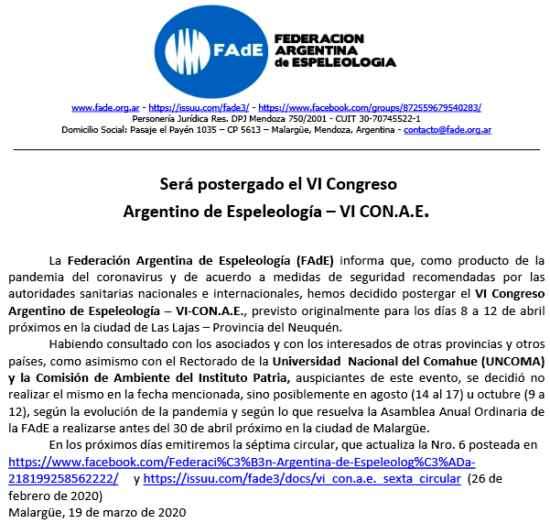 FAdE
FEDERACION
ARGENTINA
de ESPELEOLOGIA
www.fade.org.ar - https://issuu.com/fade3/ - https://www.facebook.com/groups/872559679540283/
Personería Jurídica Res. DPJ Mendoza 750/2001 - CUIT 30-70745522-1
Domicilio Social: Pasaje el Payén 1035 – CP 5613 – Malargüe, Mendoza, Argentina - contacto@fade.org.ar
Será postergado el VI Congreso
Argentino de Espeleología – VI CON.A.E.
La Federación Argentina de Espeleología (FAdE) informa que, como producto de la
pandemia del coronavirus y de acuerdo a medidas de seguridad recomendadas por las
autoridades sanitarias nacionales e internacionales, hemos decidido postergar el VI Congreso
Argentino de Espeleología – VI-CON.A.E., previsto originalmente para los días 8 a 12 de abril
próximos en la ciudad de Las Lajas – Provincia del Neuquén.
Habiendo consultado con los asociados y con los interesados de otras provincias y otros
países, como asimismo con el Rectorado de la Universidad Nacional del Comahue (UNCOMA)
y la Comisión de Ambiente del Instituto Patria, auspiciantes de este evento, se decidió no
realizar el mismo en la fecha mencionada, sino posiblemente en agosto (14 al 17) u octubre (9 a
12), según la evolución de la pandemia y según lo que resuelva la Asamblea Anual Ordinaria de
la FAdE a realizarse antes del 30 de abril próximo en la ciudad de Malargüe.
En los próximos días emitiremos la séptima circular, que actualiza la Nro. 6 posteada en
https://www.facebook.com/Federaci%C3%B3n-Argentina-de-Espeleolog%C3%ADa-
218199258562222/ y https://issuu.com/fade3/docs/vi_con.a.e._sexta_circular (26 de
febrero de 2020)
Malargüe, 19 de marzo de 2020